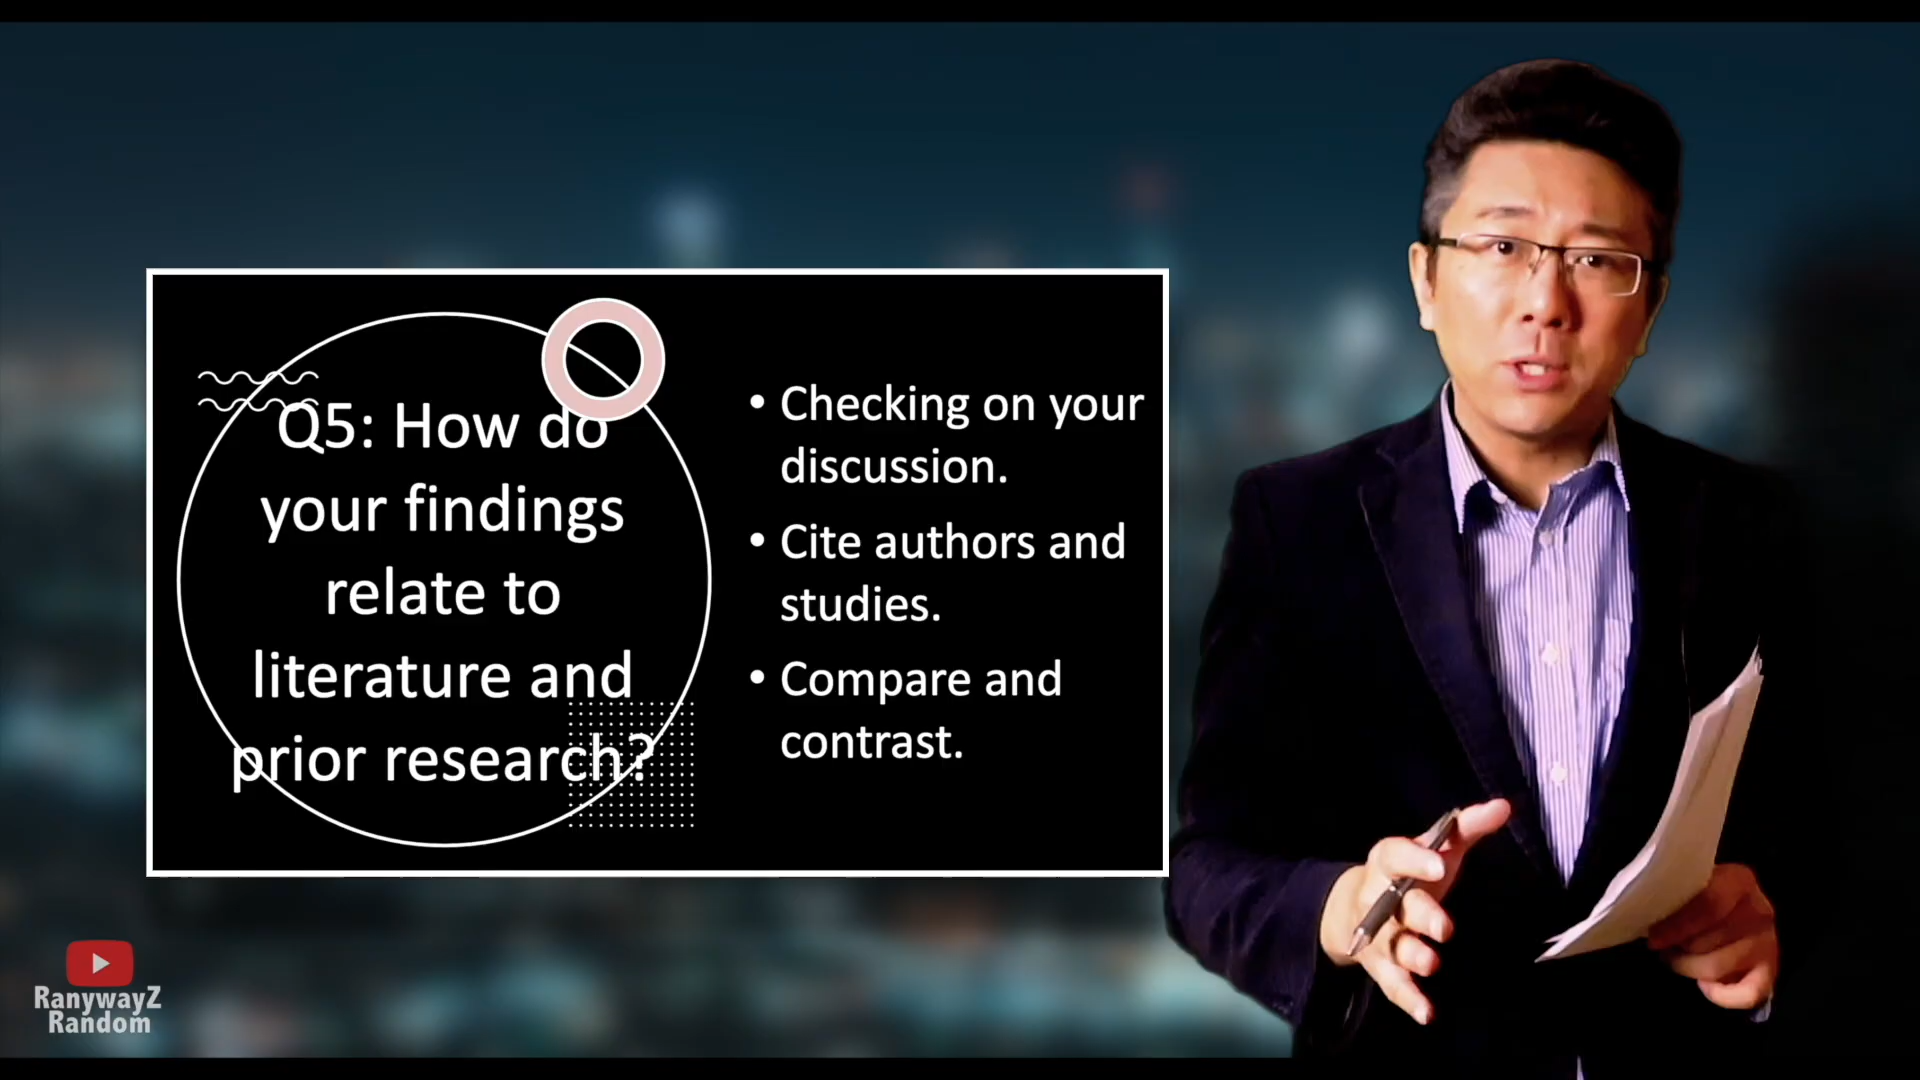 Q5: How do
your findings
relate to
literature and
prior research?
• Checking on your
discussion.
• Cite authors and
studies.
• Compare and
contrast.
RanywayZ
Random